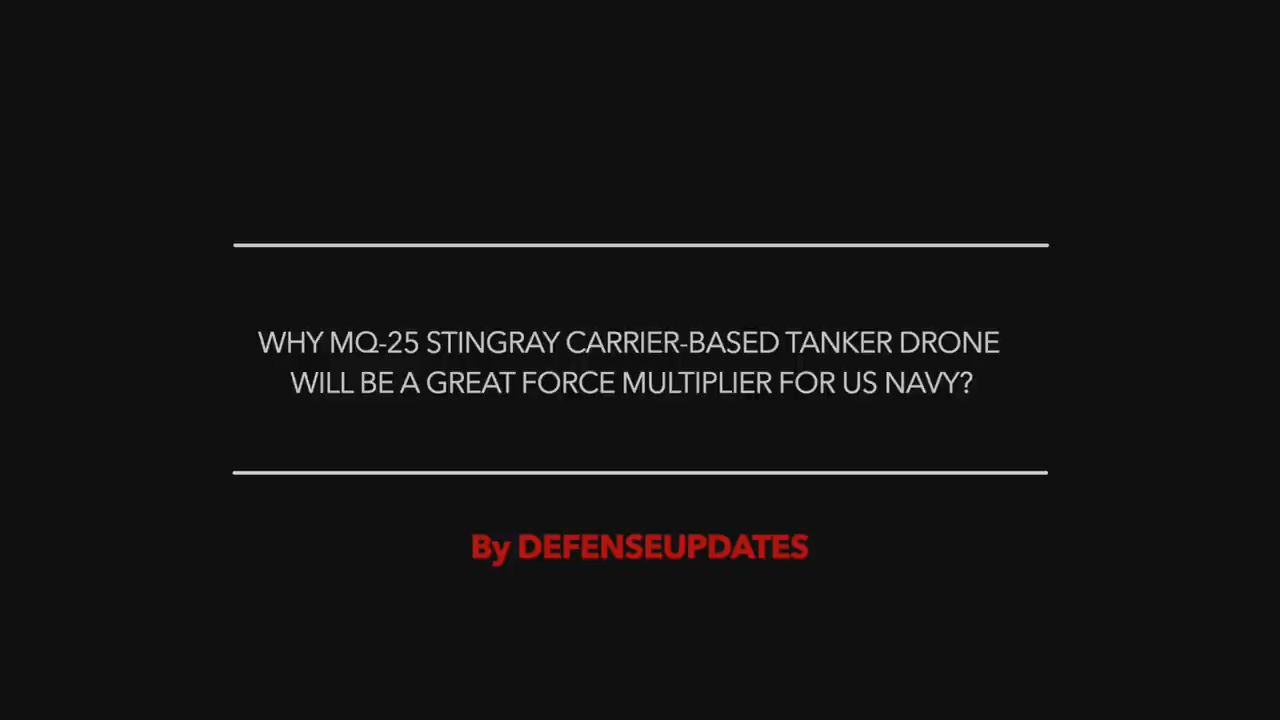 WHY MQ-25 STINGRAY CARRIER-BASED TANKER DRONE
WILL BE A GREAT FORCE MULTIPLIER FOR US NAVY?
By DEFENSEUPDATES